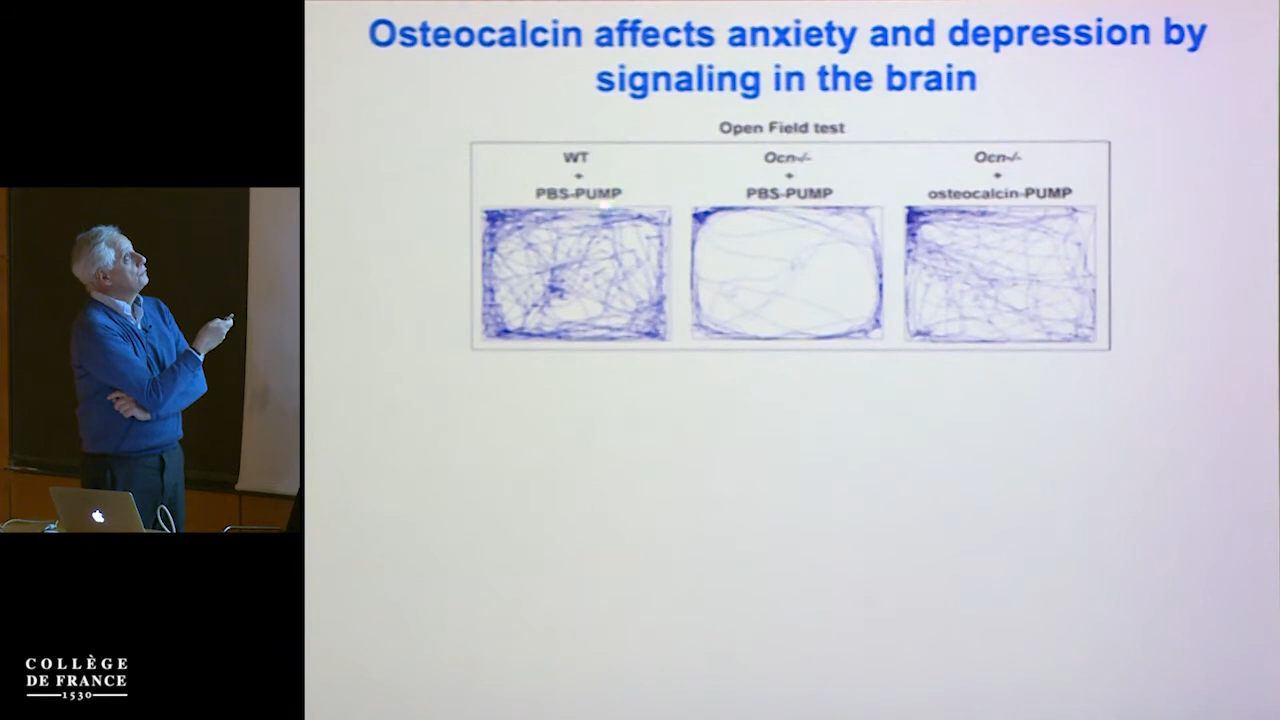 Osteocalcin affects anxiety and depression by
signaling in the brain
Open Field test
WT
+
PBS-PUMP
Ocn-/-
+
PBS-PUMP
Ocn-/-
+
osteocalcin-PUMP
COLLÈGE
DE FRANCE
1530